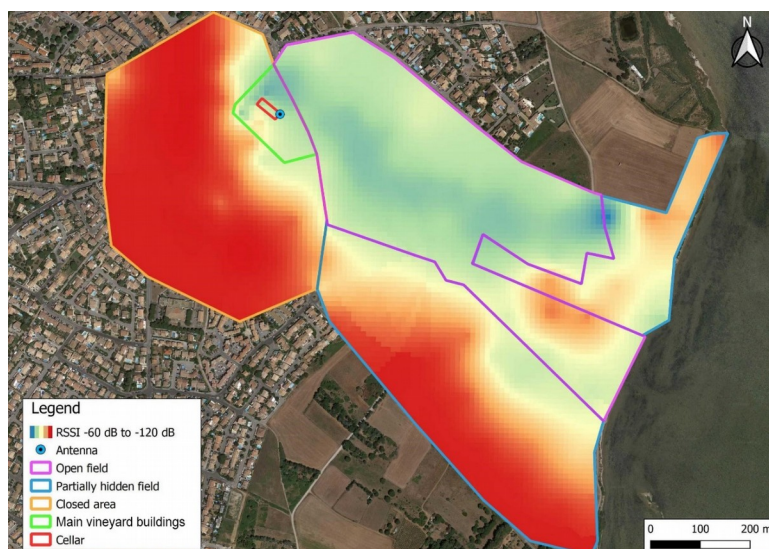 N
Legend
RSSI -60 dB to -120 dB
Antenna
Open field
Partially hidden field
Closed area
Main vineyard buildings
Cellar
0 100 200 m